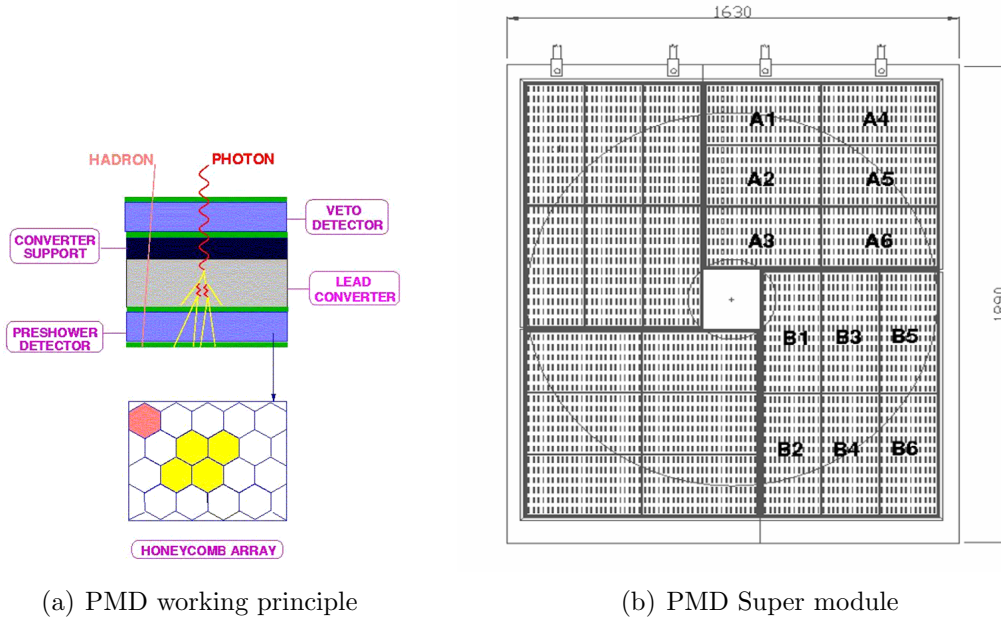 HADRON
PHOTON
VETO
DETECTOR
CONVERTER
SUPPORT
LEAD
CONVERTER
PRESHOWER
DETECTOR
HONEYCOMB ARRAY
(a) PMD working principle
1630
A1 A4
A2 A5
A3 A6
1890
B1 B3 B5
B2 B4 B6
(b) PMD Super module